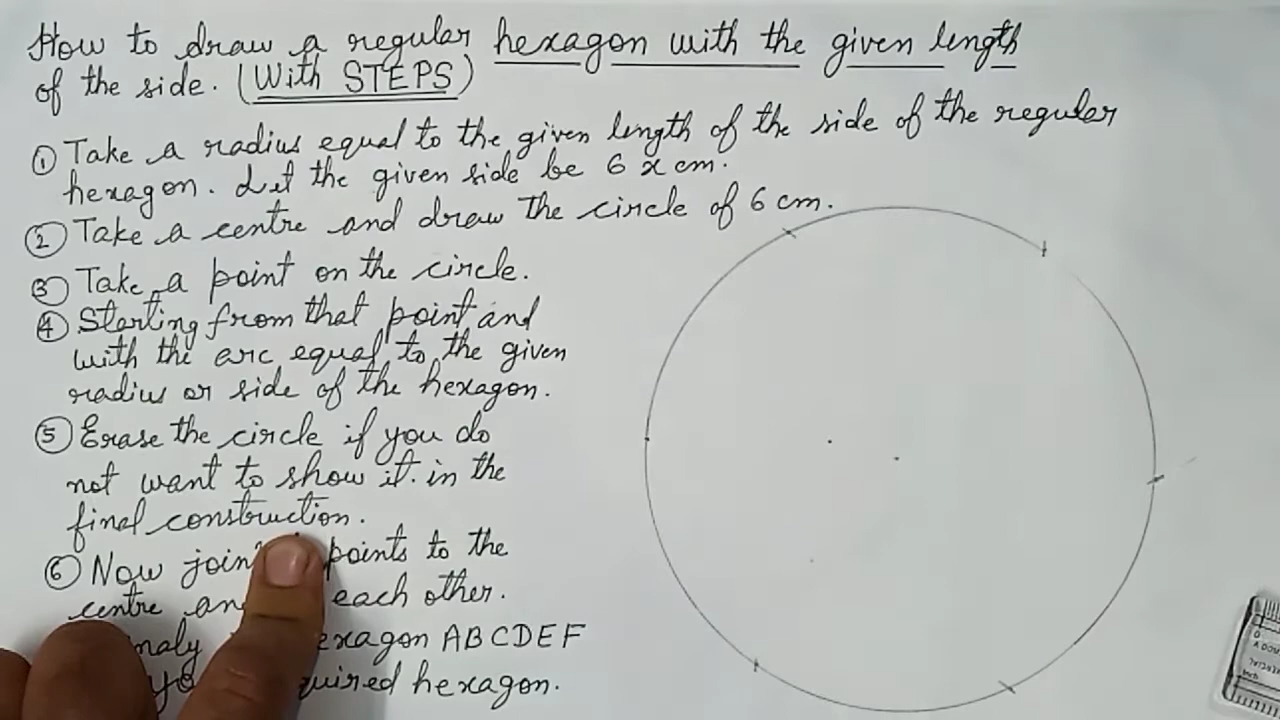 How to draw a regular hexagon with the given length
of the side. (With STEPS)
① Take a radius equal to the given length of the side of the regular
hexagon. Let the given side be 6 x cm.
② Take a centre and draw the circle of 6 cm.
③ Take a point on the circle.
④ Starting from that point and
with the arc equal to the given
radius or side of the hexagon.
⑤ Erase the circle if you do
not want to show it in the
final construction.
⑥ Now join points to the
centre each other.
hexagon ABCDEF
hexagon.